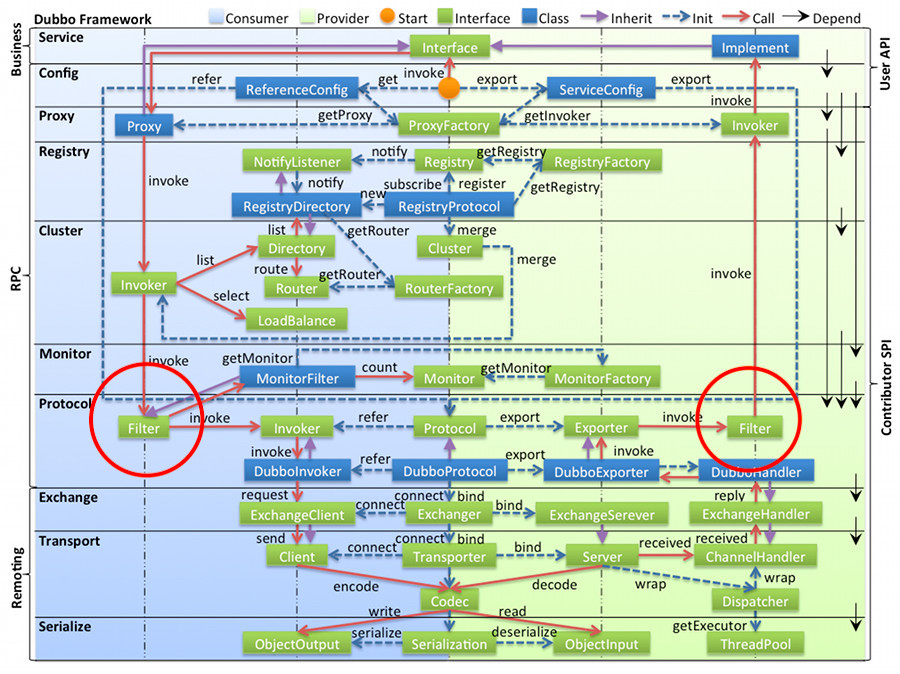 Dubbo Framework
Consumer
Provider
Start
Interface
Class
Inherit
Init
Call
Depend
Business
RPC
Remoting
User API
Contributor SPI
Service
Interface
Implement
Config
invoke
refer
get
export
export
ReferenceConfig
ServiceConfig
invoke
Proxy
getProxy
getInvoker
Proxy
ProxyFactory
Invoker
Registry
notify
getRegistry
NotifyListener
Registry
RegistryFactory
invoke
notify
new
subscribe
register
getRegistry
RegistryDirectory
RegistryProtocol
Cluster
list
getRouter
merge
Directory
Cluster
list
merge
route
getRouter
invoke
Invoker
Router
RouterFactory
select
LoadBalance
Monitor
invoke
getMonitor
count
getMonitor
MonitorFilter
Monitor
MonitorFactory
Protocol
invoke
refer
export
invoke
Filter
Invoker
Protocol
Exporter
Filter
invoke
refer
export
invoke
DubboInvoker
DubboProtocol
DubboExporter
DubboHandler
Exchange
request
connect
bind
reply
connect
bind
ExchangeClient
Exchanger
ExchangeSerever
ExchangeHandler
Transport
send
connect
bind
received
received
connect
bind
Client
Transporter
Server
ChannelHandler
encode
decode
wrap
wrap
Codec
Dispatcher
write
read
Serialize
serialize
deserialize
getExecutor
ObjectOutput
Serialization
ObjectInput
ThreadPool